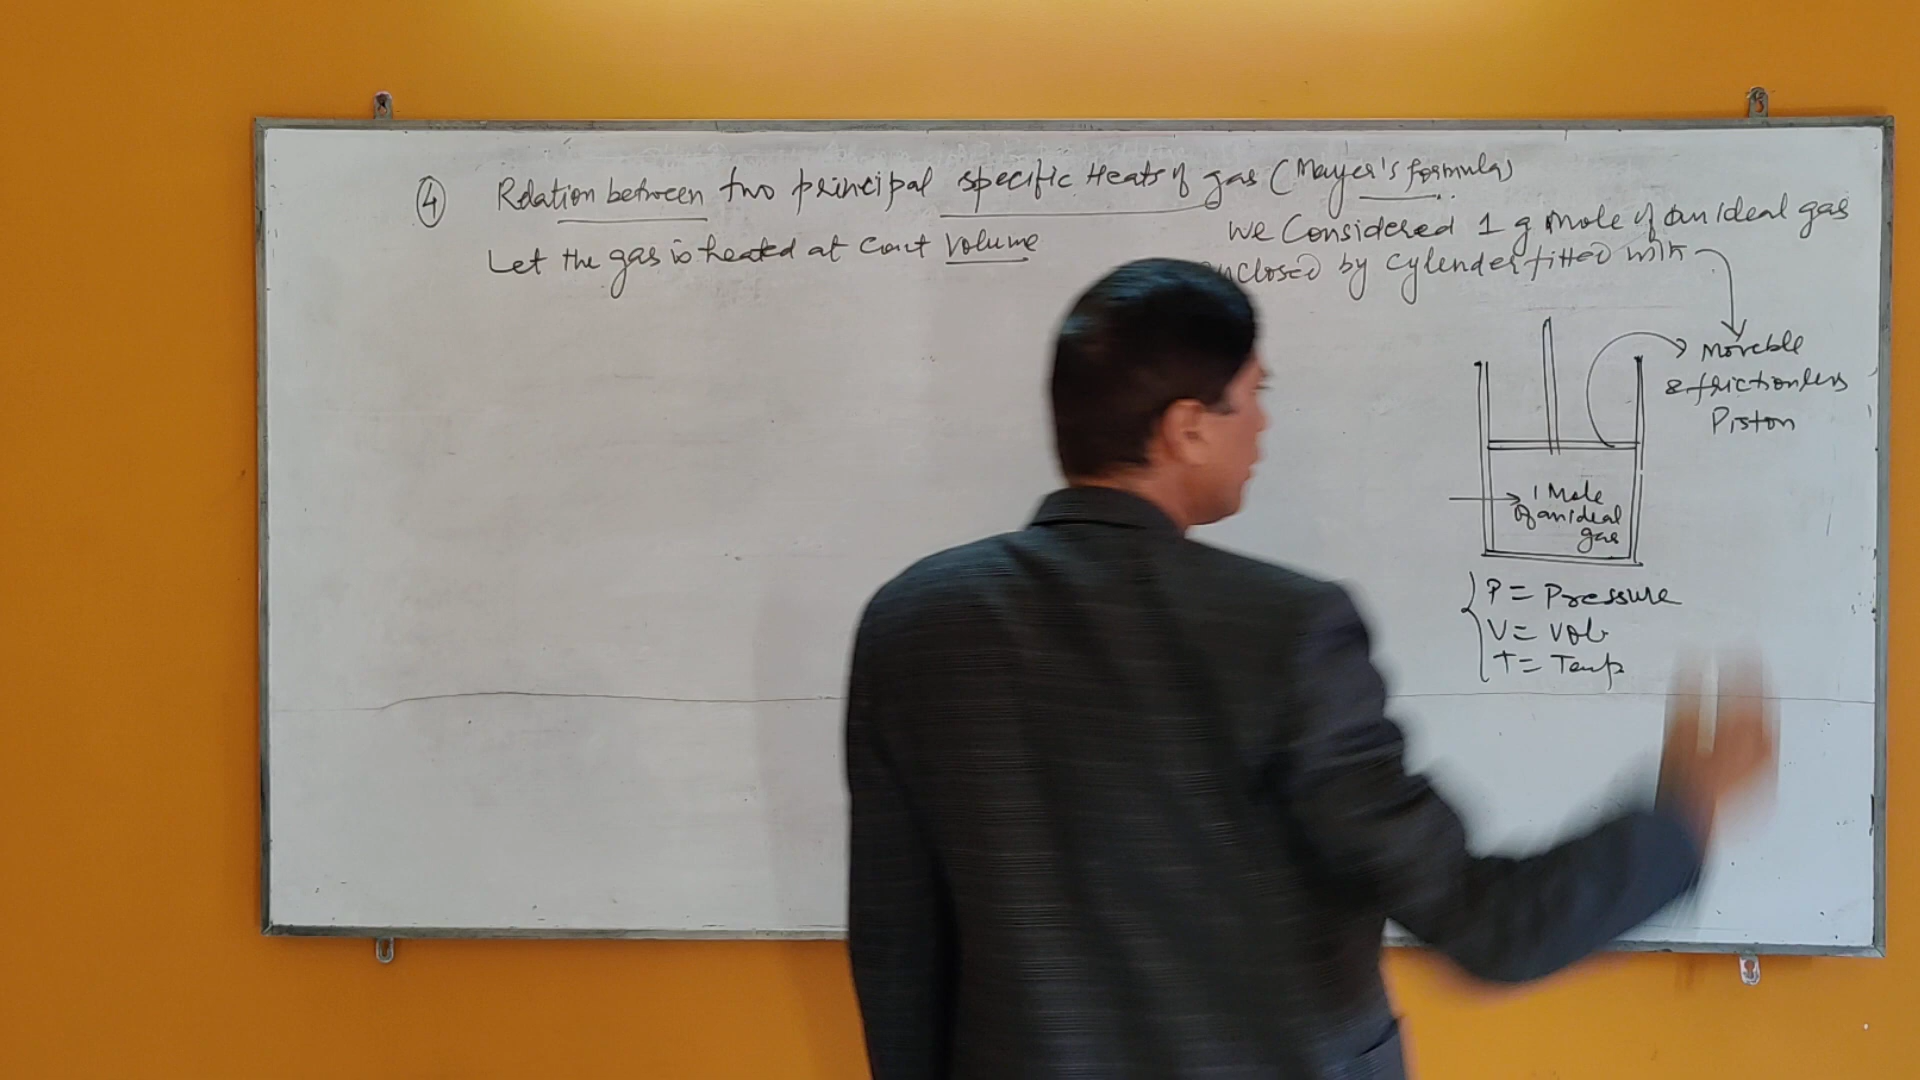 ④ Relation between two principal specific Heats of gas (Mayer's formula)
Let the gas is heated at const volume
We Considered 1 g mole of an Ideal gas
enclosed by cylender fitted with
Moveble
& frictionless
Piston
1 Mole
of an ideal
gas
P = Pressure
V = Vol.
T = Temp